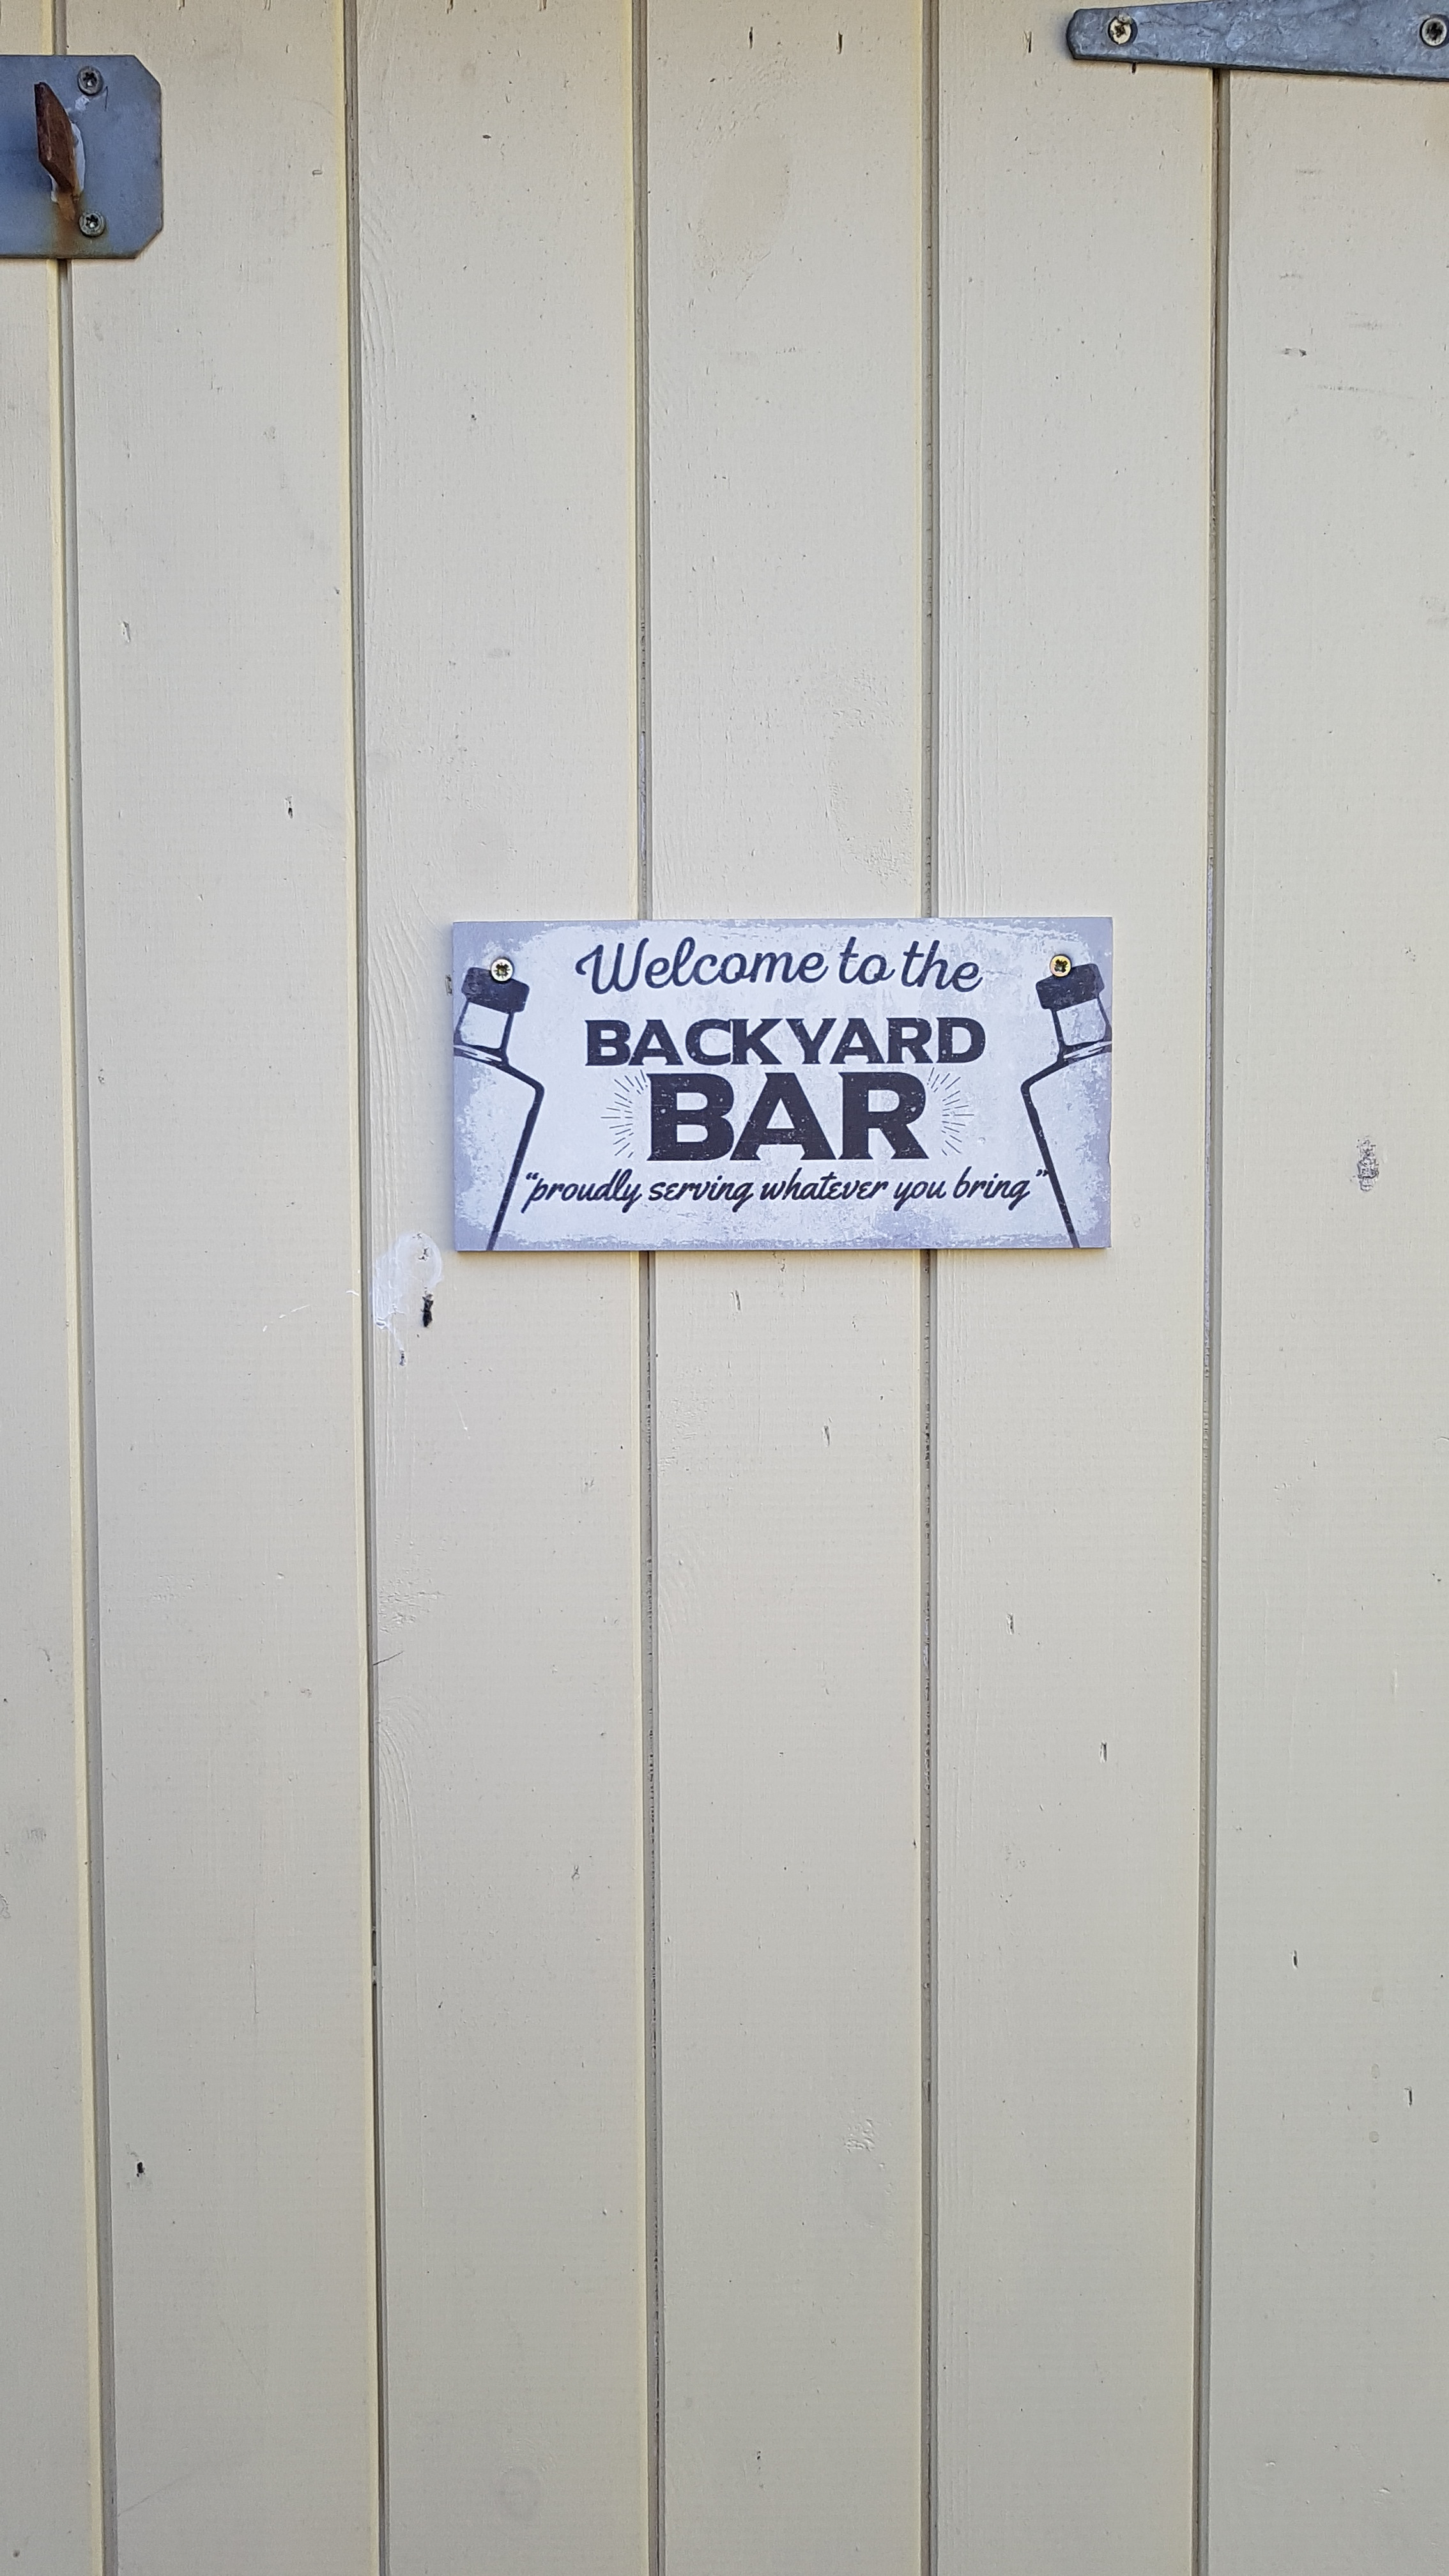 Welcome to the
BACKYARD
BAR
“proudly serving whatever you bring”